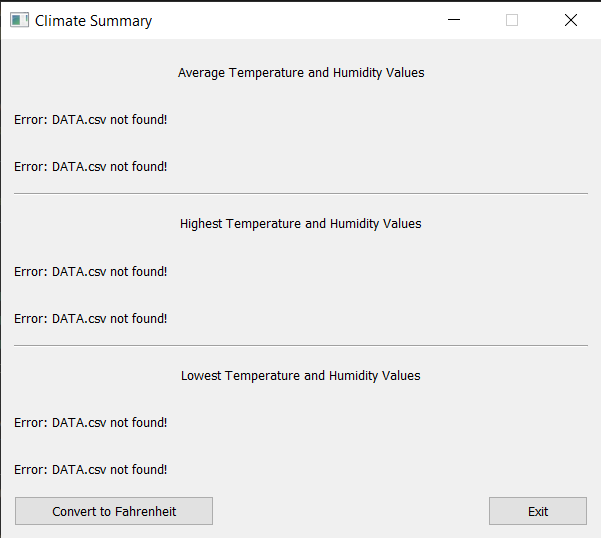 Climate Summary
Average Temperature and Humidity Values
Error: DATA.csv not found!
Error: DATA.csv not found!
Highest Temperature and Humidity Values
Error: DATA.csv not found!
Error: DATA.csv not found!
Lowest Temperature and Humidity Values
Error: DATA.csv not found!
Error: DATA.csv not found!
Convert to Fahrenheit
Exit